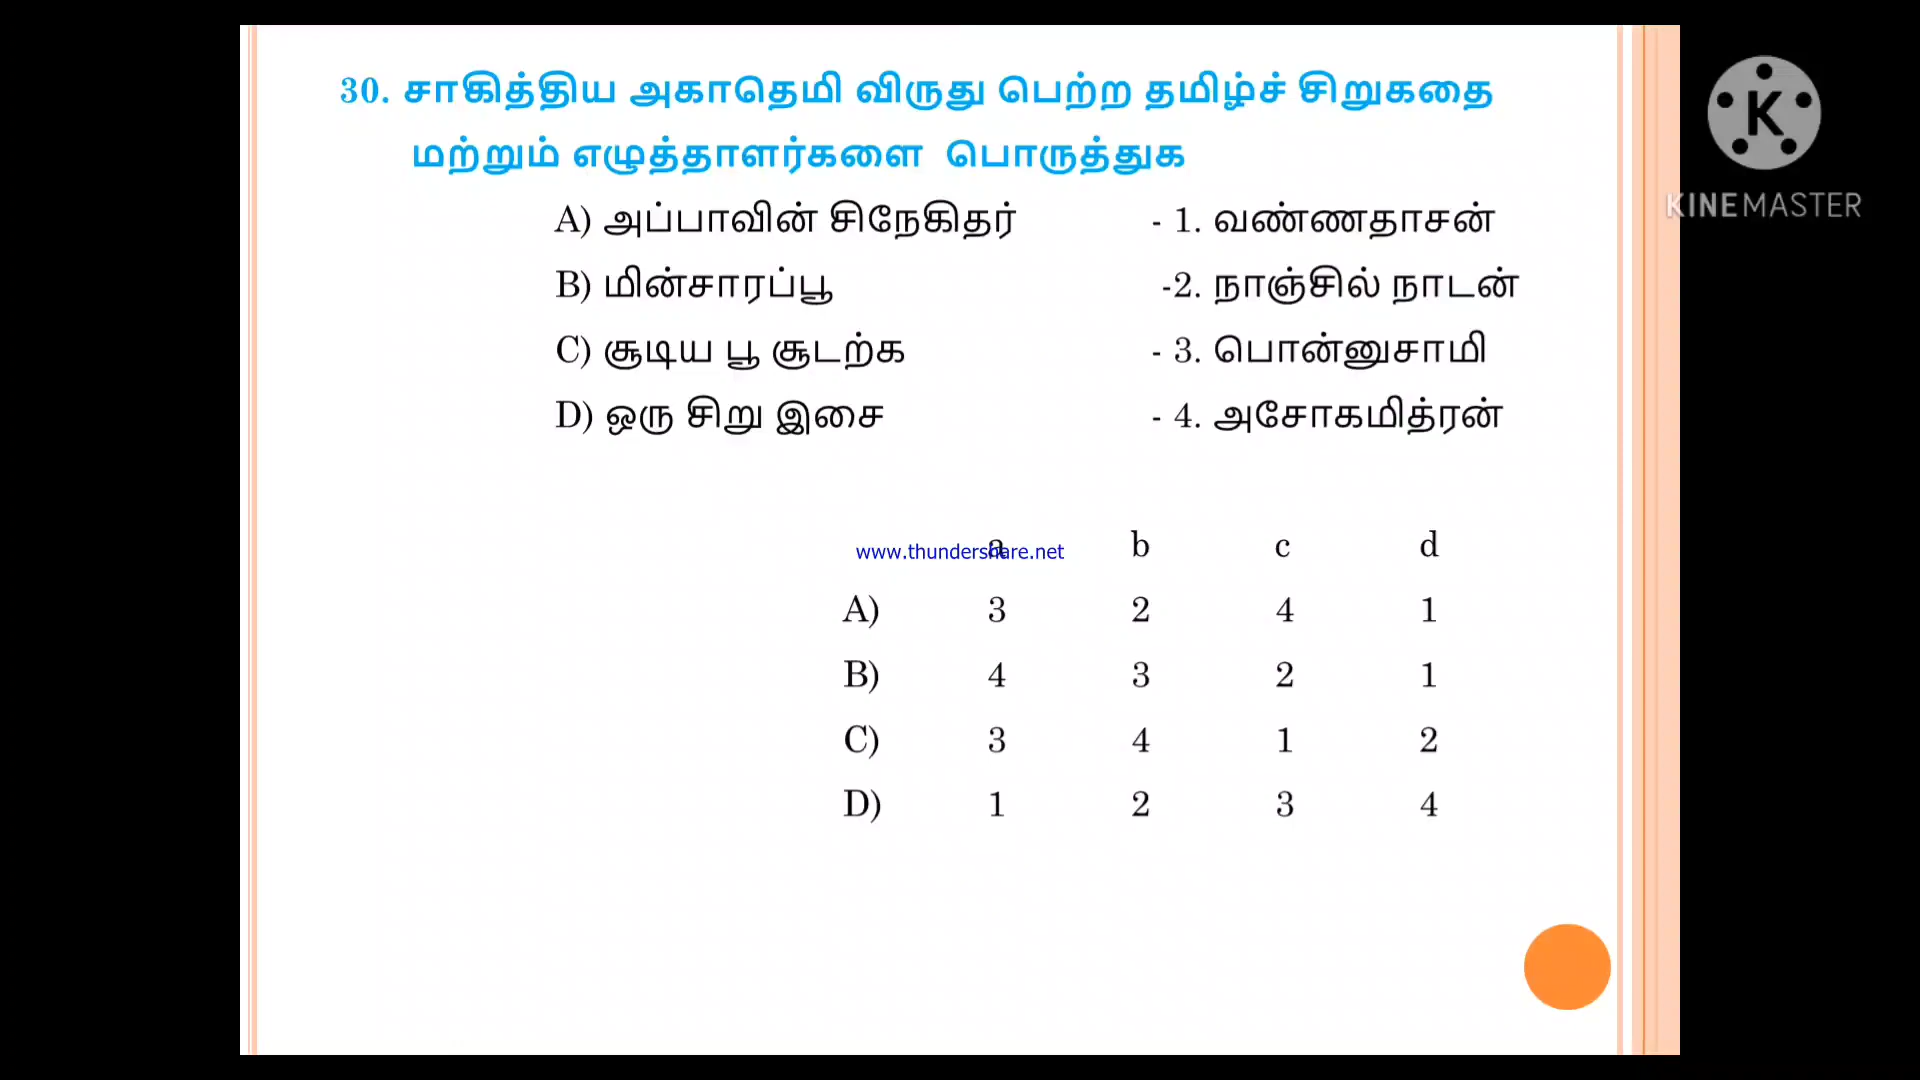 30. சாகித்திய அகாதெமி விருது பெற்ற தமிழ்ச் சிறுகதை
மற்றும் எழுத்தாளர்களை பொருத்துக
A) அப்பாவின் சிநேகிதர் - 1. வண்ணதாசன்
B) மின்சாரப்பூ -2. நாஞ்சில் நாடன்
C) சூடிய பூ சூடற்க - 3. பொன்னுசாமி
D) ஒரு சிறு இசை - 4. அசோகமித்ரன்
a b c d
www.thundershare.net
A) 3 2 4 1
B) 4 3 2 1
C) 3 4 1 2
D) 1 2 3 4
K
KINEMASTER